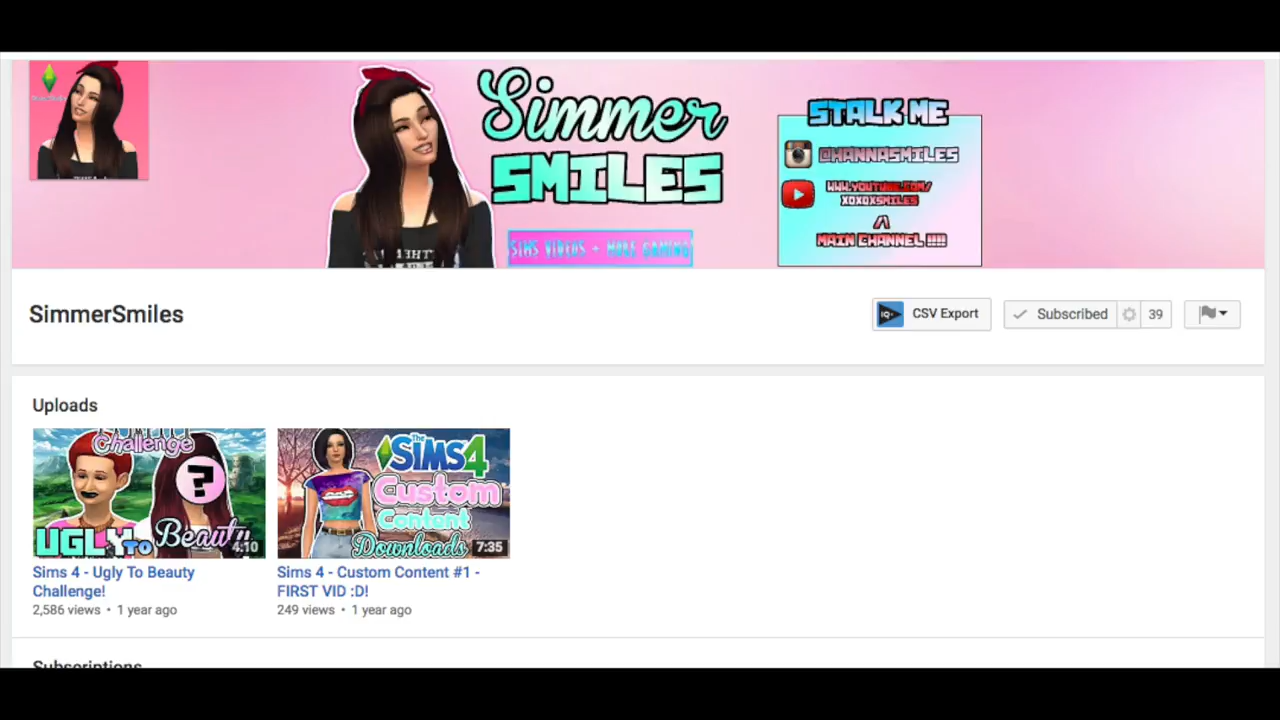 Simmer
SMILES
SIMS VIDEOS + MORE GAMING
STALK ME
@HANNASMILES
WWW.YOUTUBE.COM/
XOXOXSMILES
/\
MAIN CHANNEL !!!!
SimmerSmiles
IQ+
CSV Export
Subscribed
39
Uploads
Challenge
?
UGLY TO Beauty
4:10
The
SIMS4
Custom
Content
Downloads
7:35
Sims 4 - Ugly To Beauty
Challenge!
2,586 views • 1 year ago
Sims 4 - Custom Content #1 -
FIRST VID :D!
249 views • 1 year ago
Subscriptions